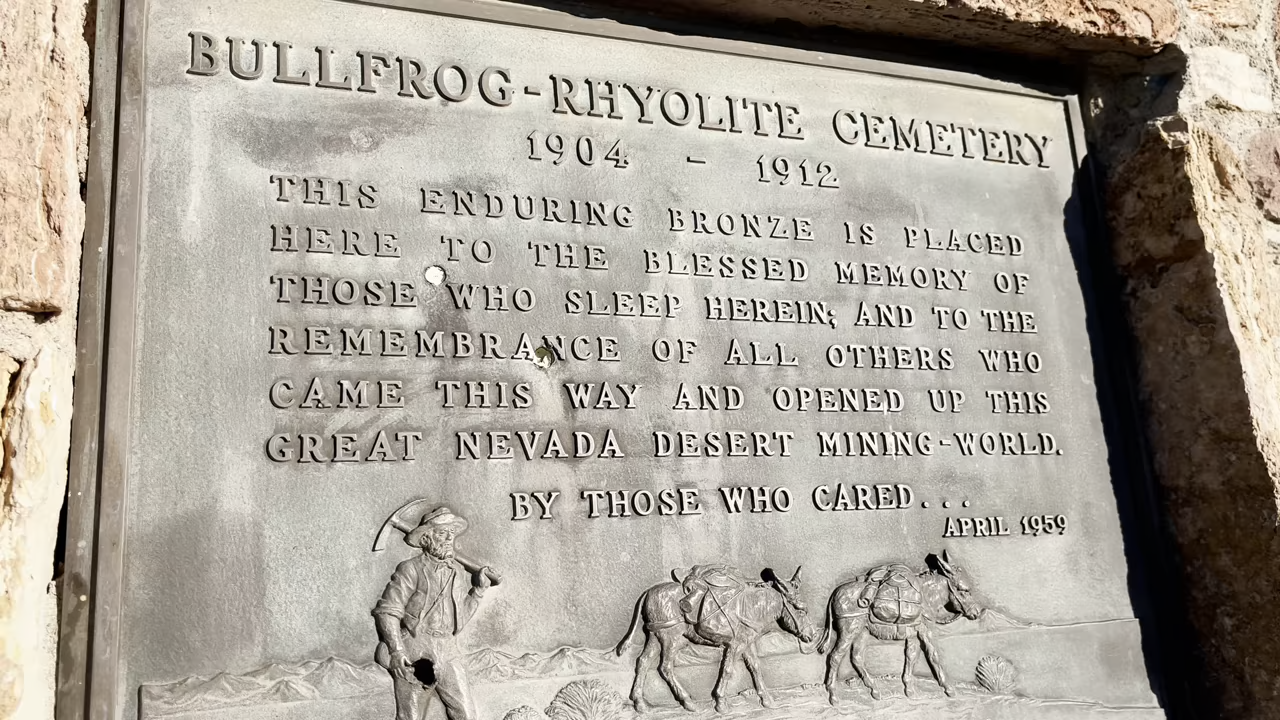 BULLFROG-RHYOLITE CEMETERY
1904 - 1912
THIS ENDURING BRONZE IS PLACED
HERE TO THE BLESSED MEMORY OF
THOSE WHO SLEEP HEREIN; AND TO THE
REMEMBRANCE OF ALL OTHERS WHO
CAME THIS WAY AND OPENED UP THIS
GREAT NEVADA DESERT MINING-WORLD.
BY THOSE WHO CARED...
APRIL 1959